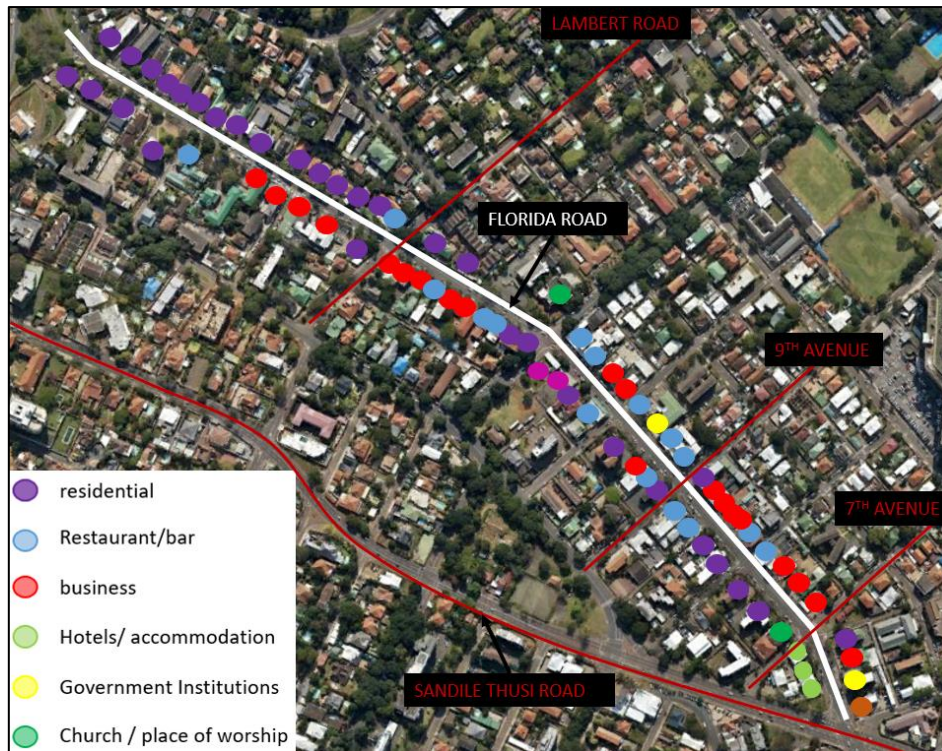 LAMBERT ROAD
FLORIDA ROAD
9TH AVENUE
7TH AVENUE
SANDILE THUSI ROAD
residential
Restaurant/bar
business
Hotels/ accommodation
Government Institutions
Church / place of worship